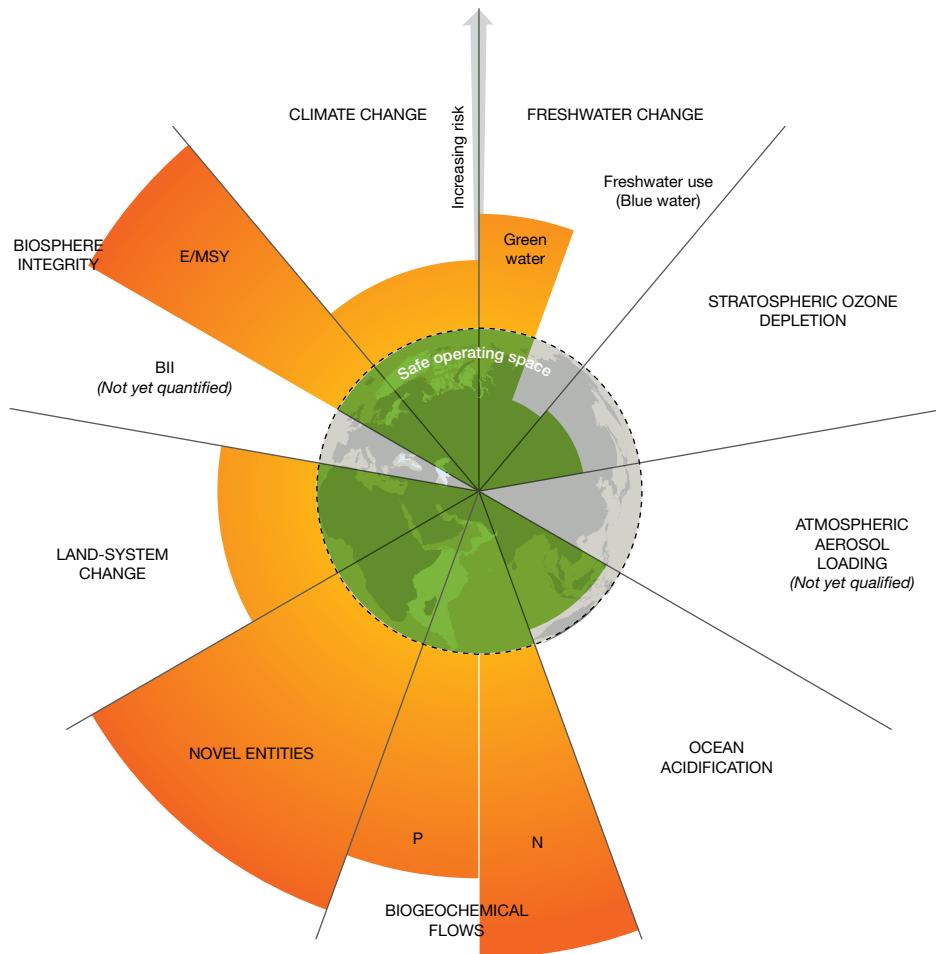 CLIMATE CHANGE
Increasing risk
FRESHWATER CHANGE
Freshwater use
(Blue water)
Green
water
BIOSPHERE
INTEGRITY
E/MSY
STRATOSPHERIC OZONE
DEPLETION
Safe operating space
BII
(Not yet quantified)
LAND-SYSTEM
CHANGE
ATMOSPHERIC
AEROSOL
LOADING
(Not yet qualified)
NOVEL ENTITIES
OCEAN
ACIDIFICATION
P
N
BIOGEOCHEMICAL
FLOWS